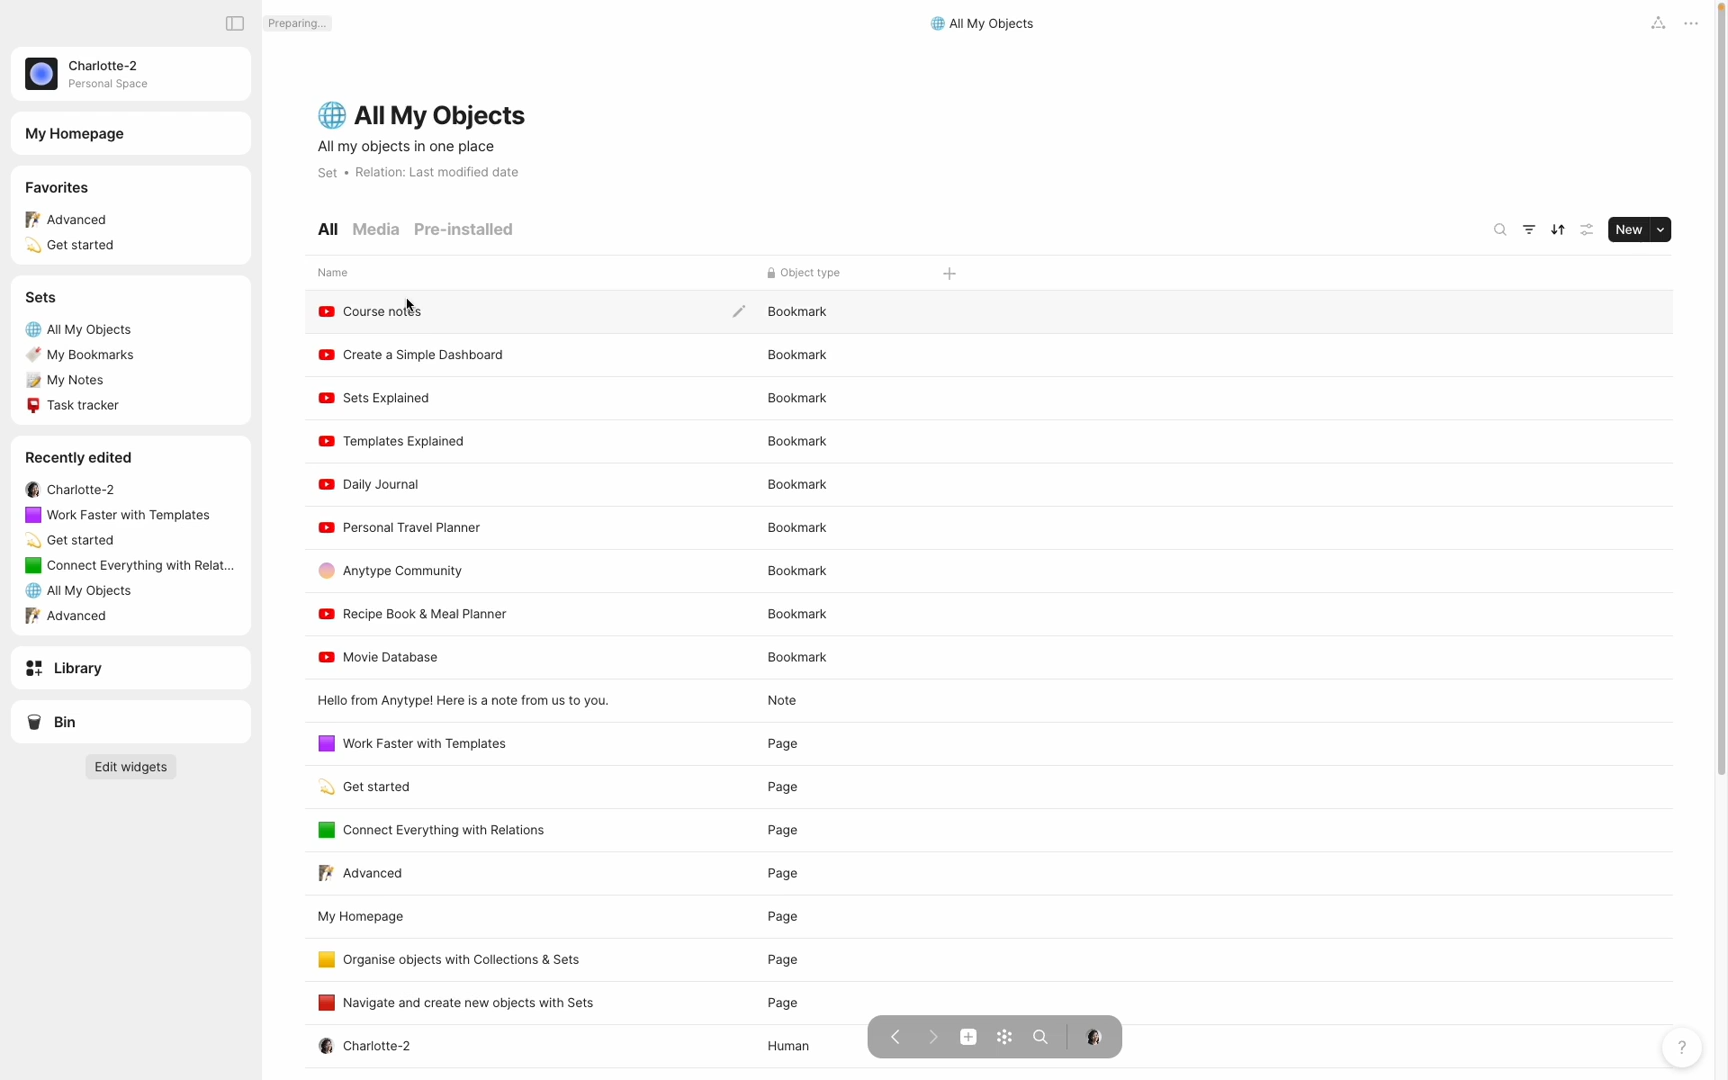 Preparing...
All My Objects
Charlotte-2
Personal Space
My Homepage
Favorites
Advanced
Get started
Sets
All My Objects
My Bookmarks
My Notes
Task tracker
Recently edited
Charlotte-2
Work Faster with Templates
Get started
Connect Everything with Relat...
All My Objects
Advanced
Library
Bin
Edit widgets
All My Objects
All my objects in one place
Set • Relation: Last modified date
All Media Pre-installed
New
Name Object type
Course notes Bookmark
Create a Simple Dashboard Bookmark
Sets Explained Bookmark
Templates Explained Bookmark
Daily Journal Bookmark
Personal Travel Planner Bookmark
Anytype Community Bookmark
Recipe Book & Meal Planner Bookmark
Movie Database Bookmark
Hello from Anytype! Here is a note from us to you. Note
Work Faster with Templates Page
Get started Page
Connect Everything with Relations Page
Advanced Page
My Homepage Page
Organise objects with Collections & Sets Page
Navigate and create new objects with Sets Page
Charlotte-2 Human
?